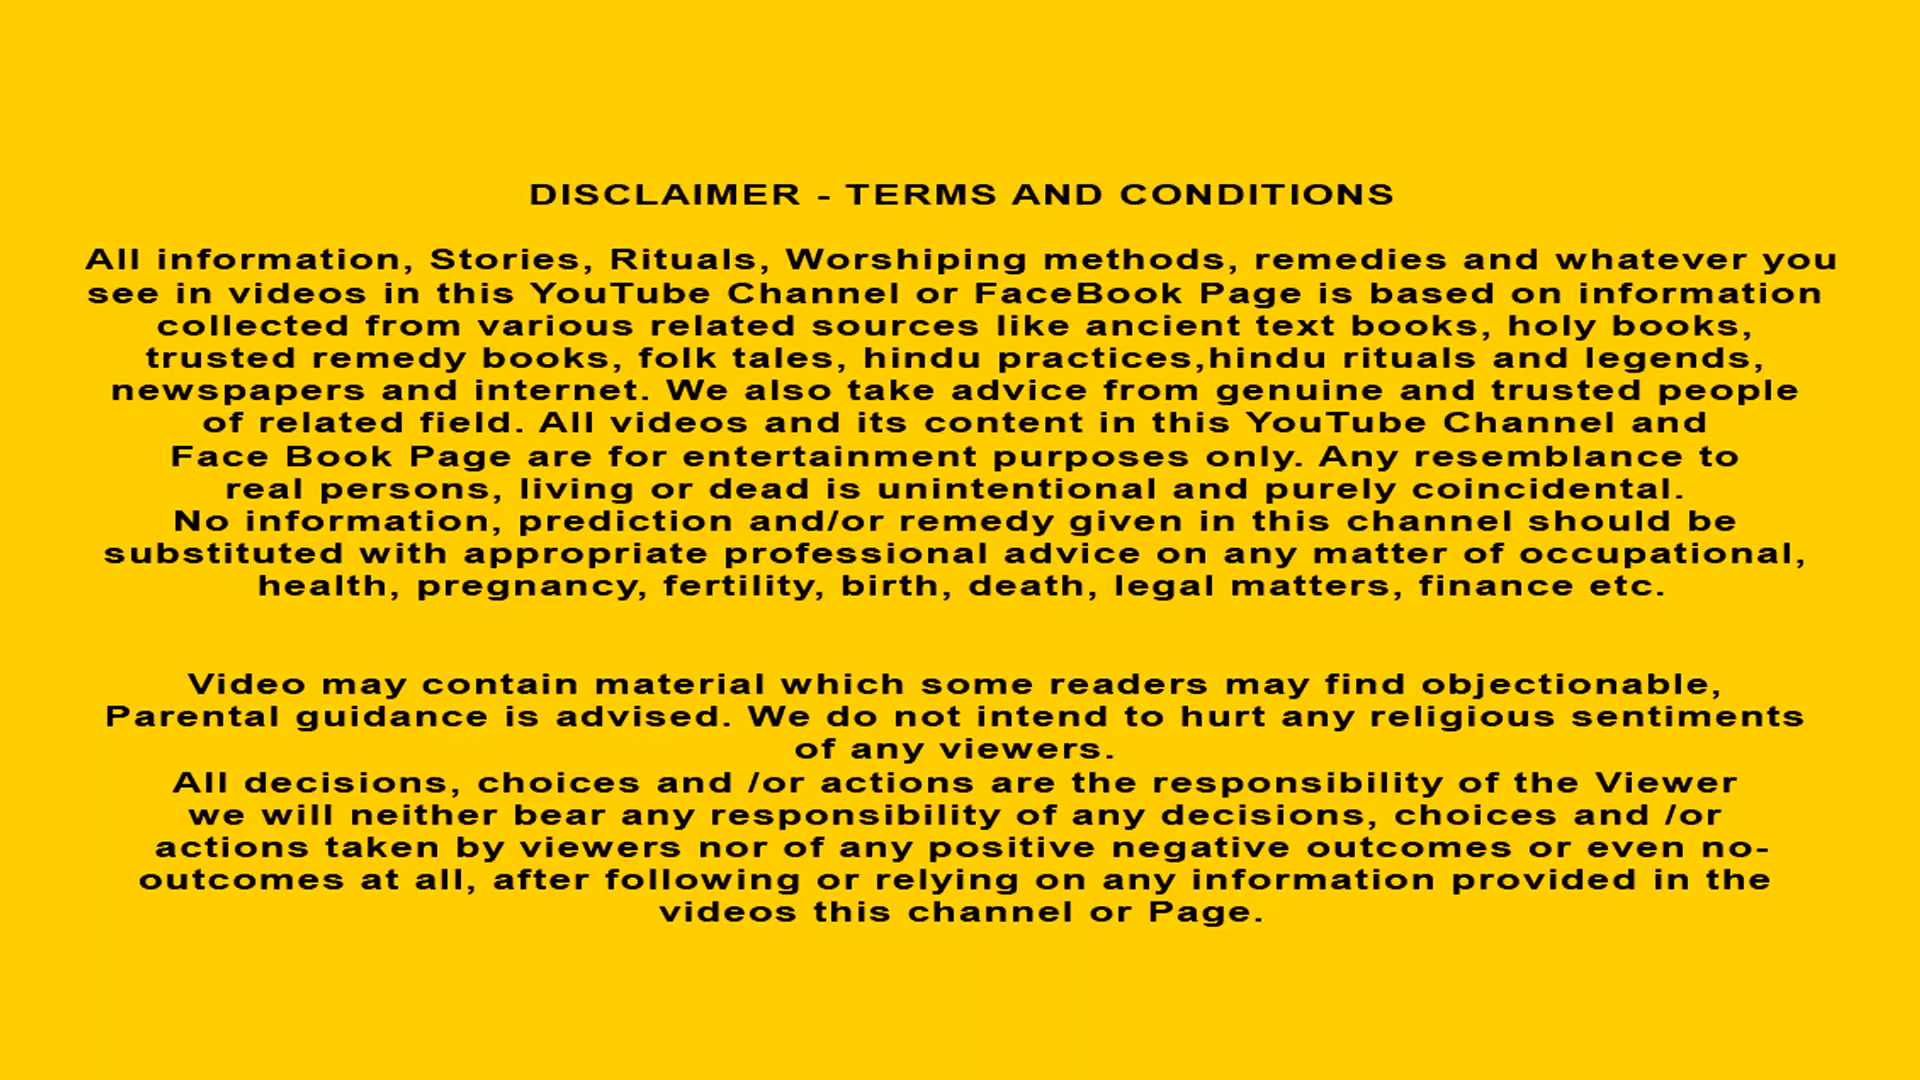 DISCLAIMER - TERMS AND CONDITIONS
All information, Stories, Rituals, Worshiping methods, remedies and whatever you
see in videos in this YouTube Channel or FaceBook Page is based on information
collected from various related sources like ancient text books, holy books,
trusted remedy books, folk tales, hindu practices,hindu rituals and legends,
newspapers and internet. We also take advice from genuine and trusted people
of related field. All videos and its content in this YouTube Channel and
Face Book Page are for entertainment purposes only. Any resemblance to
real persons, living or dead is unintentional and purely coincidental.
No information, prediction and/or remedy given in this channel should be
substituted with appropriate professional advice on any matter of occupational,
health, pregnancy, fertility, birth, death, legal matters, finance etc.
Video may contain material which some readers may find objectionable,
Parental guidance is advised. We do not intend to hurt any religious sentiments
of any viewers.
All decisions, choices and /or actions are the responsibility of the Viewer
we will neither bear any responsibility of any decisions, choices and /or
actions taken by viewers nor of any positive negative outcomes or even no-
outcomes at all, after following or relying on any information provided in the
videos this channel or Page.